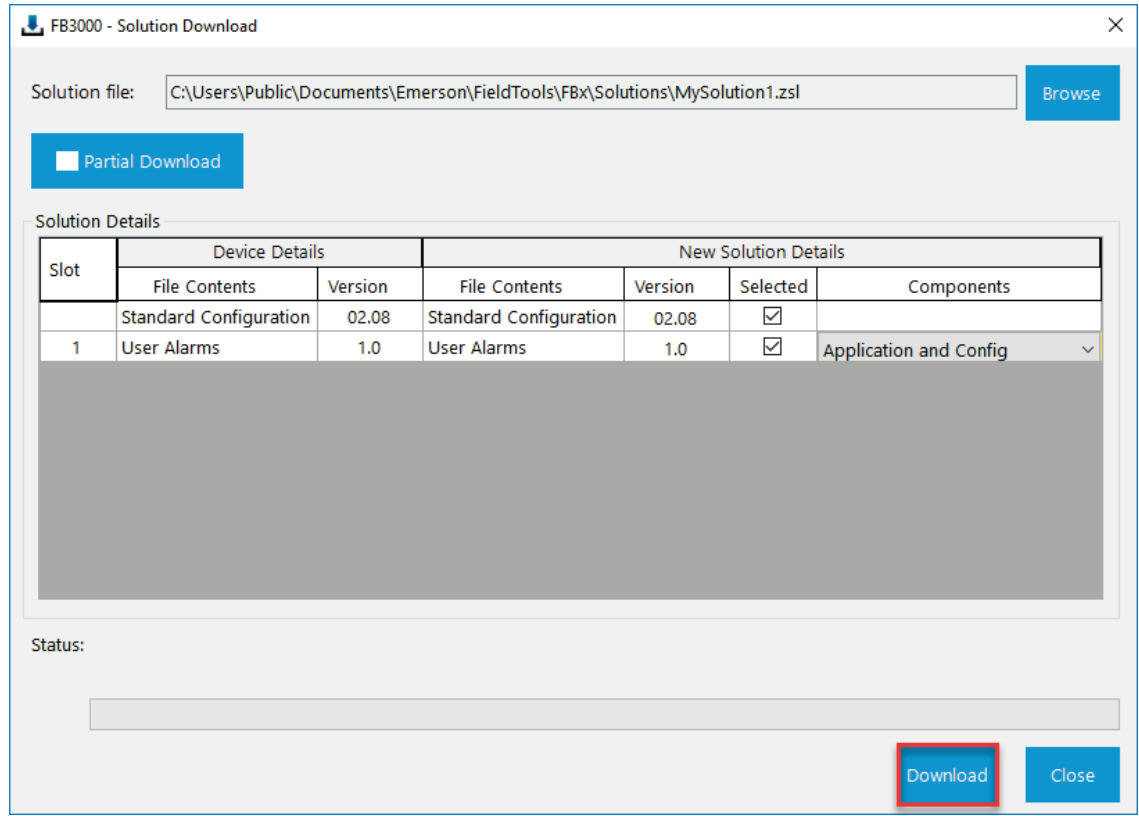 FB3000 - Solution Download
Solution file: C:\Users\Public\Documents\Emerson\FieldTools\FBx\Solutions\MySolution1.zsl Browse
Partial Download
Solution Details
Slot Device Details New Solution Details
File Contents Version File Contents Version Selected Components
Standard Configuration 02.08 Standard Configuration 02.08
1 User Alarms 1.0 User Alarms 1.0 Application and Config
Status:
Download Close